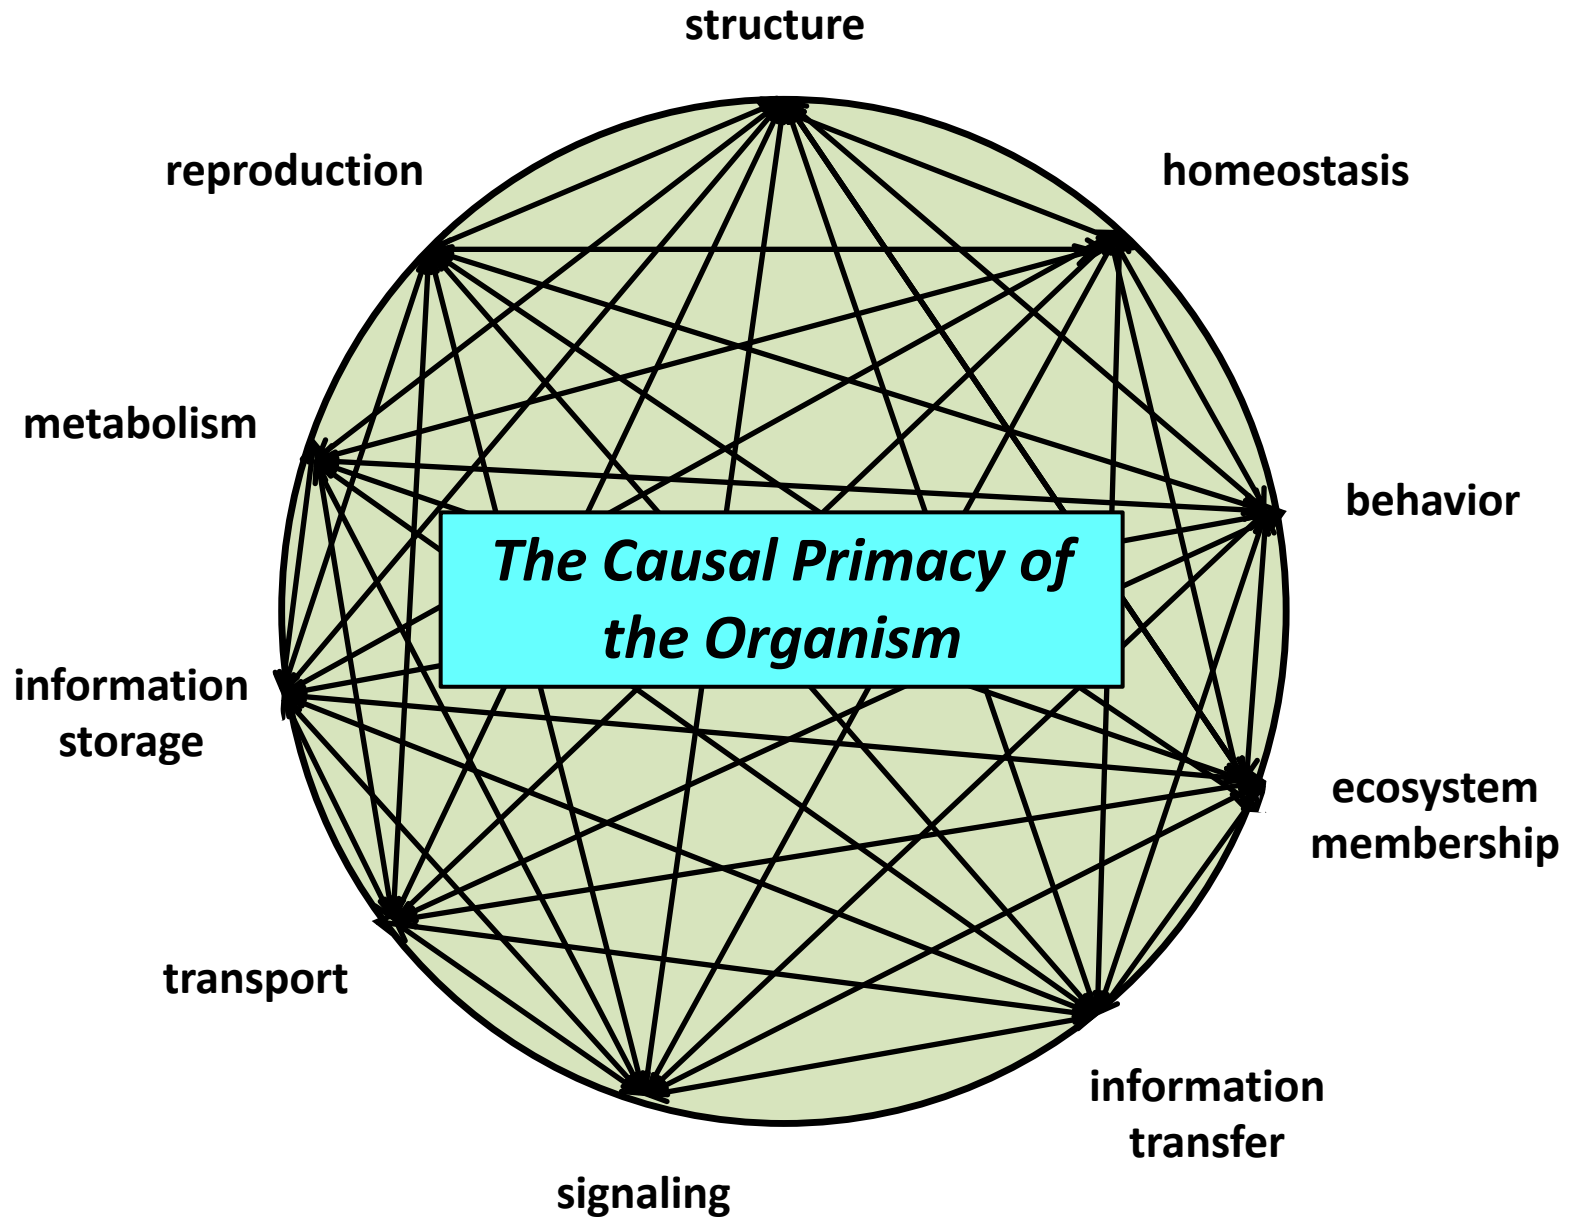 structure
reproduction
homeostasis
metabolism
behavior
The Causal Primacy of
the Organism
information
storage
ecosystem
membership
transport
information
transfer
signaling